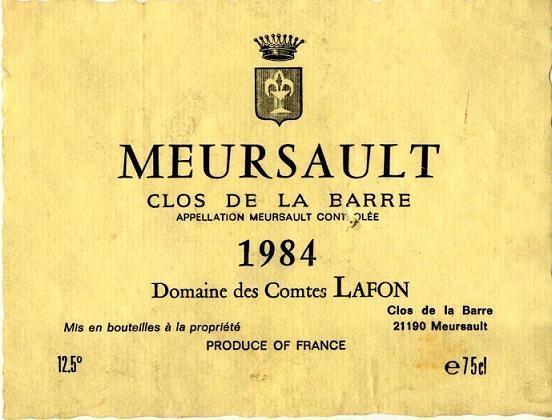 MEURSAULT
CLOS DE LA BARRE
APPELLATION MEURSAULT
1984
Domaine des Comtes LAFON
Clos de la Barre
Mis en bouteilles à la propriété
21190 Meursault
PRODUCE OF FRANCE
12.5°
e 75cl